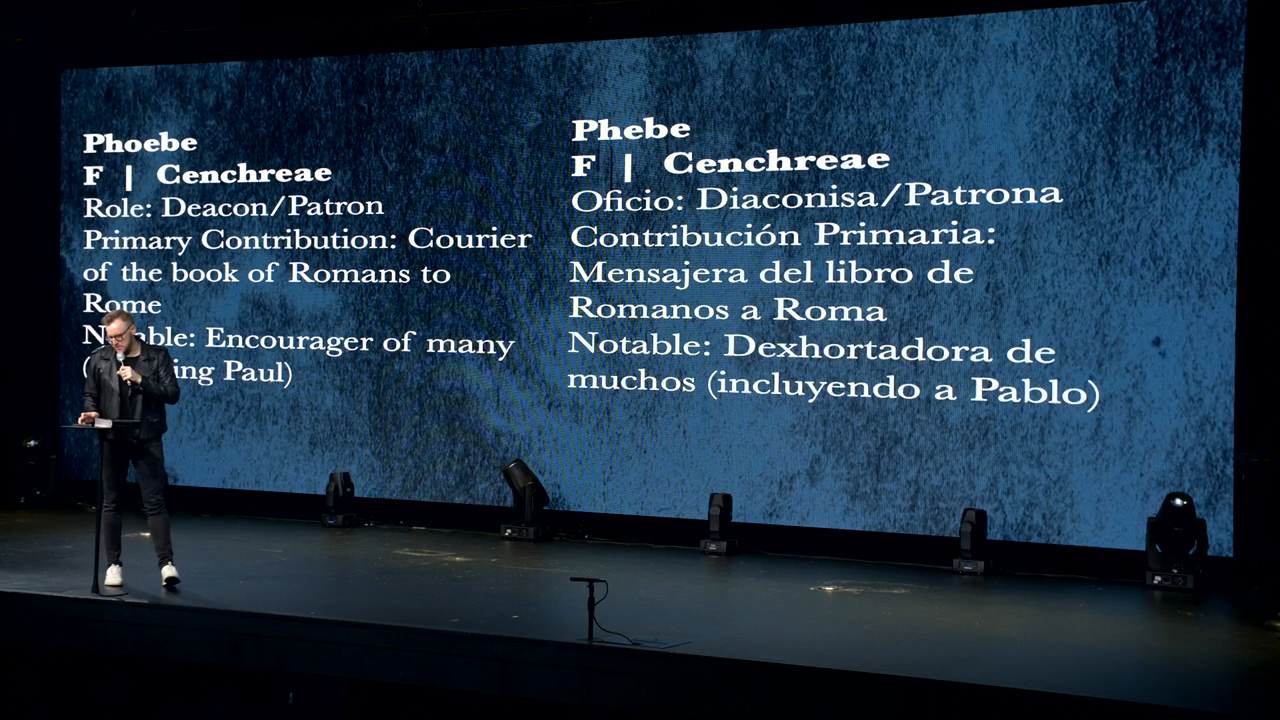 Phoebe
F | Cenchreae
Role: Deacon/Patron
Primary Contribution: Courier
of the book of Romans to
Rome
Encourager of many
Paul)
Phebe
F | Cenchreae
Oficio: Diaconisa/Patrona
Contribución Primaria:
Mensajera del libro de
Romanos a Roma
Notable: Dexhortadora de
muchos (incluyendo a Pablo)